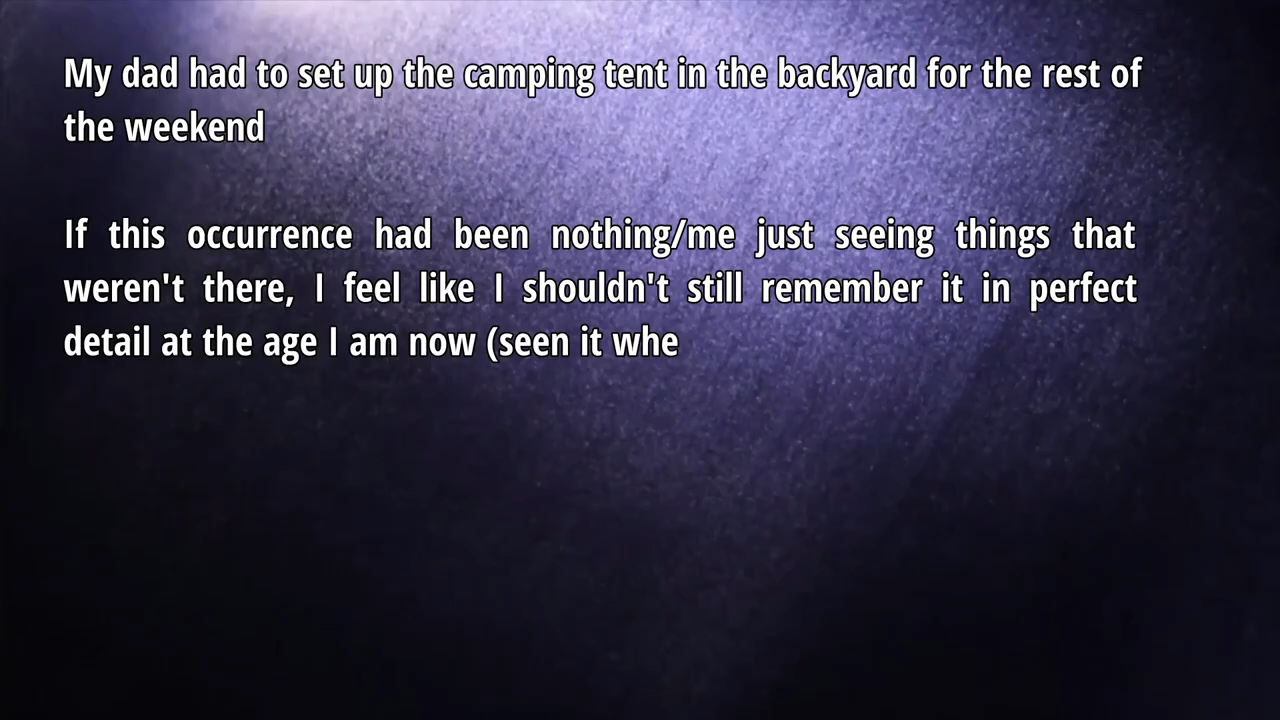 My dad had to set up the camping tent in the backyard for the rest of
the weekend
If this occurrence had been nothing/me just seeing things that
weren't there, I feel like I shouldn't still remember it in perfect
detail at the age I am now (seen it whe